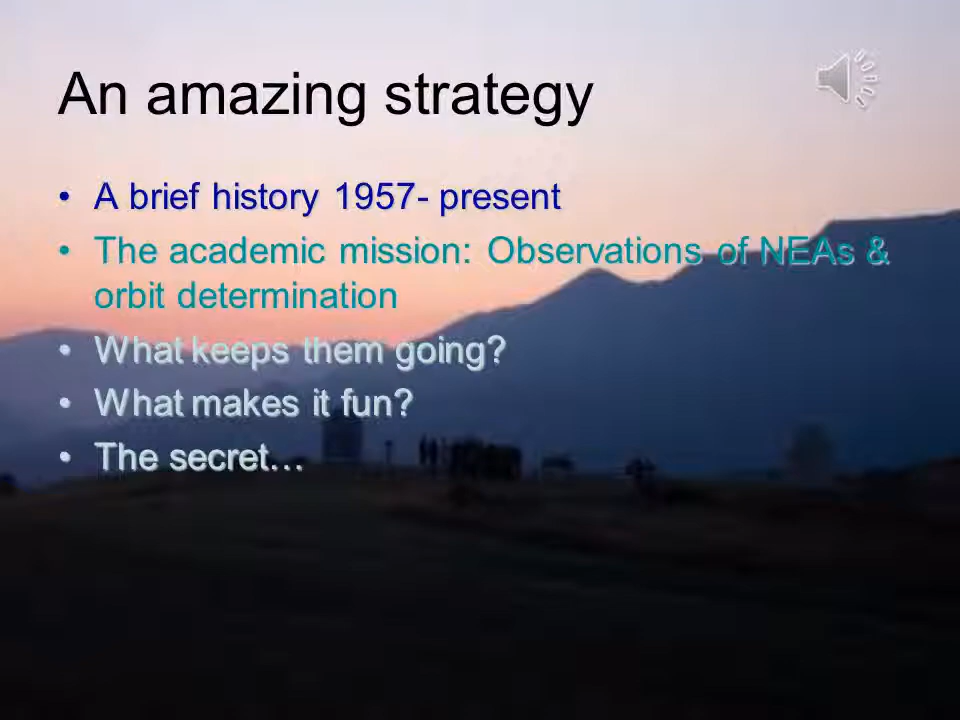 An amazing strategy
• A brief history 1957- present
• The academic mission: Observations of NEAs &
orbit determination
• What keeps them going?
• What makes it fun?
• The secret…